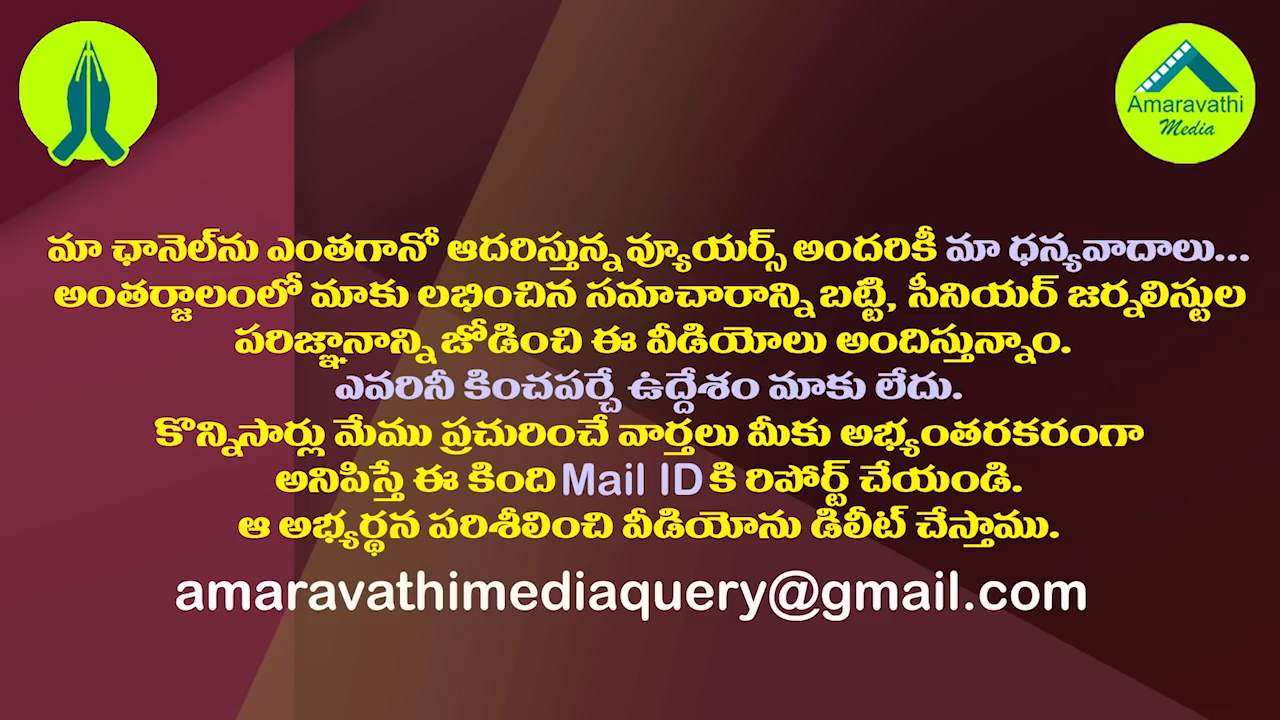 Amaravathi
Media
మా ఛానెల్‌ను ఎంతగానో ఆదరిస్తున్న వ్యూయర్స్ అందరికీ మా ధన్యవాదాలు...
అంతర్జాలంలో మాకు లభించిన సమాచారాన్ని బట్టి, సీనియర్ జర్నలిస్టుల
పరిజ్ఞానాన్ని జోడించి ఈ వీడియోలు అందిస్తున్నాం.
ఎవరినీ కించపర్చే ఉద్దేశం మాకు లేదు.
కొన్నిసార్లు మేము ప్రచురించే వార్తలు మీకు అభ్యంతరకరంగా
అనిపిస్తే ఈ కింది Mail ID కి రిపోర్ట్ చేయండి.
ఆ అభ్యర్థన పరిశీలించి వీడియోను డిలీట్ చేస్తాము.
amaravathimediaquery@gmail.com